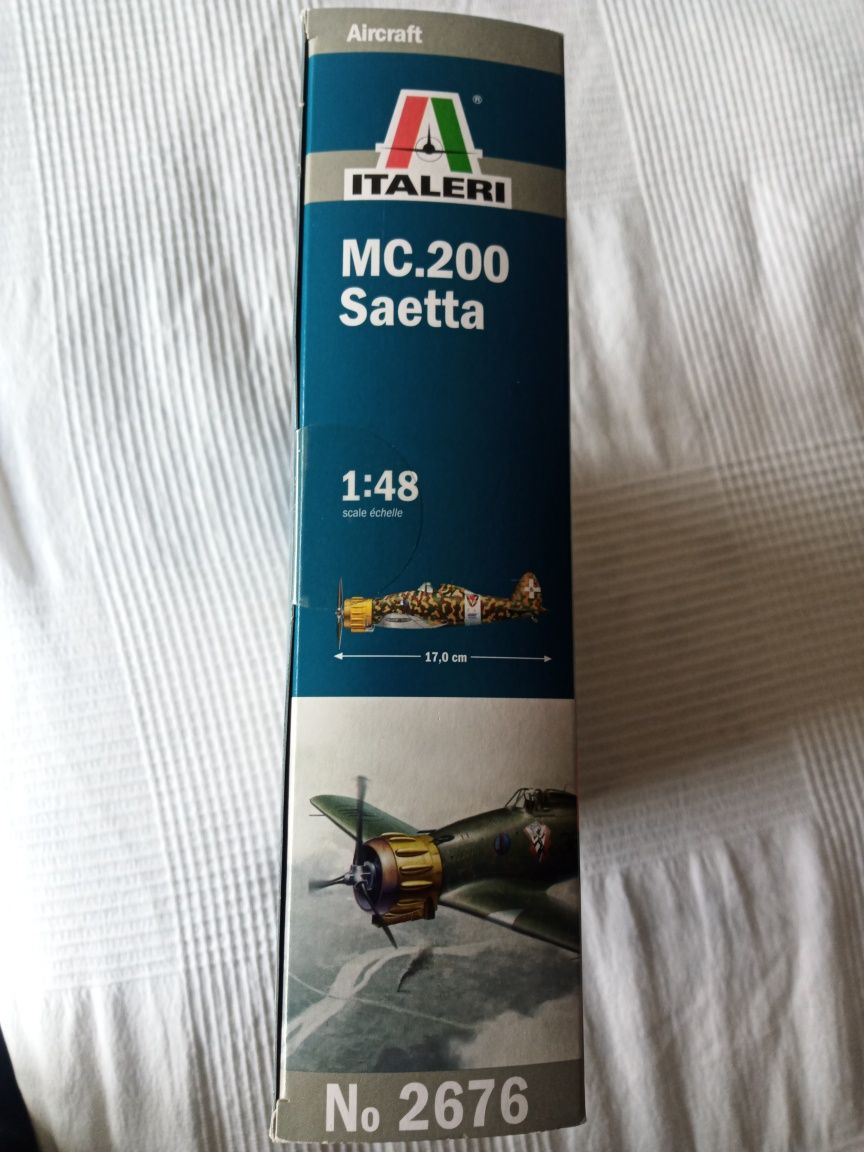 Aircraft
®
ITALERI
MC.200
Saetta
1:48
scale échelle
17,0 cm
No 2676